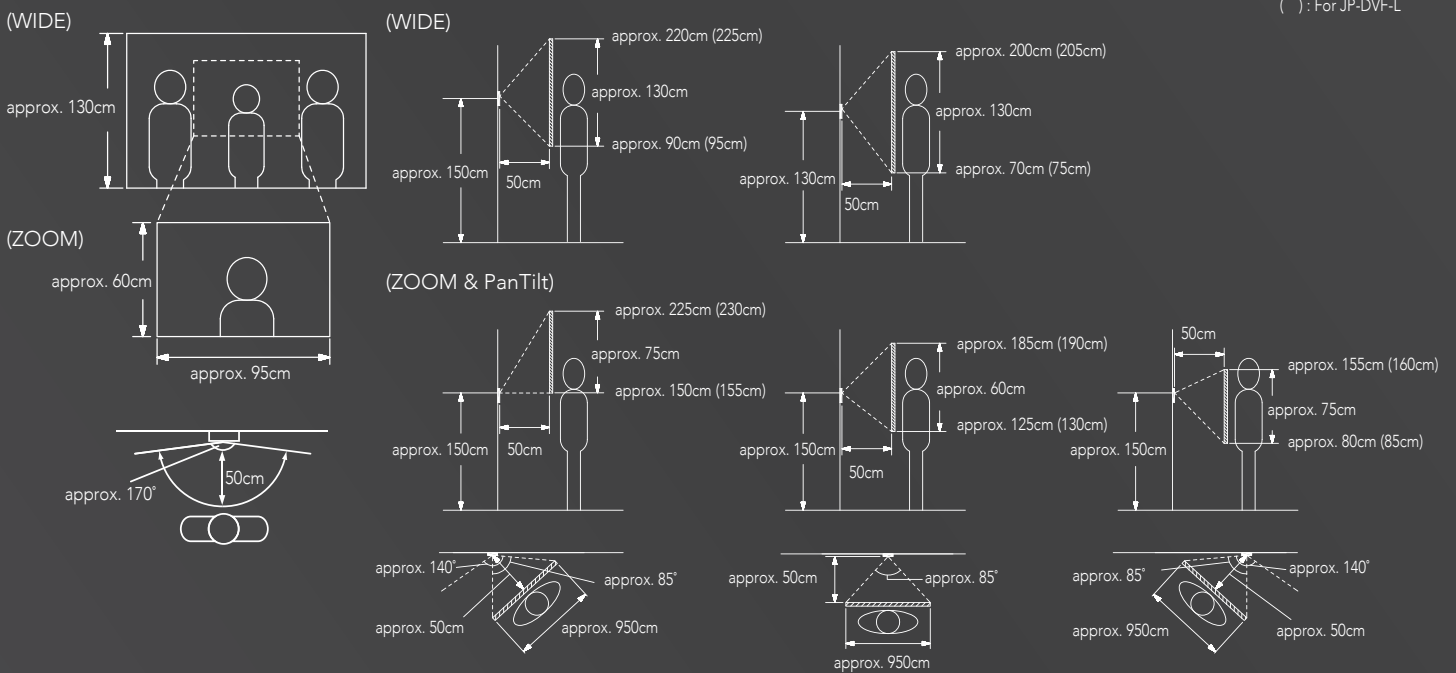 ( ) : For JP-DVF-L
(WIDE)
approx. 130cm
(ZOOM)
approx. 60cm
approx. 95cm
approx. 170˚
50cm
(WIDE)
approx. 220cm (225cm)
approx. 130cm
approx. 90cm (95cm)
approx. 150cm
50cm
approx. 200cm (205cm)
approx. 130cm
approx. 70cm (75cm)
approx. 130cm
50cm
(ZOOM & PanTilt)
approx. 225cm (230cm)
approx. 75cm
approx. 150cm (155cm)
approx. 150cm
50cm
approx. 185cm (190cm)
approx. 60cm
approx. 125cm (130cm)
approx. 150cm
50cm
50cm
approx. 155cm (160cm)
approx. 75cm
approx. 80cm (85cm)
approx. 150cm
approx. 140˚
approx. 85˚
approx. 50cm
approx. 950cm
approx. 50cm
approx. 85˚
approx. 950cm
approx. 85˚
approx. 140˚
approx. 950cm
approx. 50cm